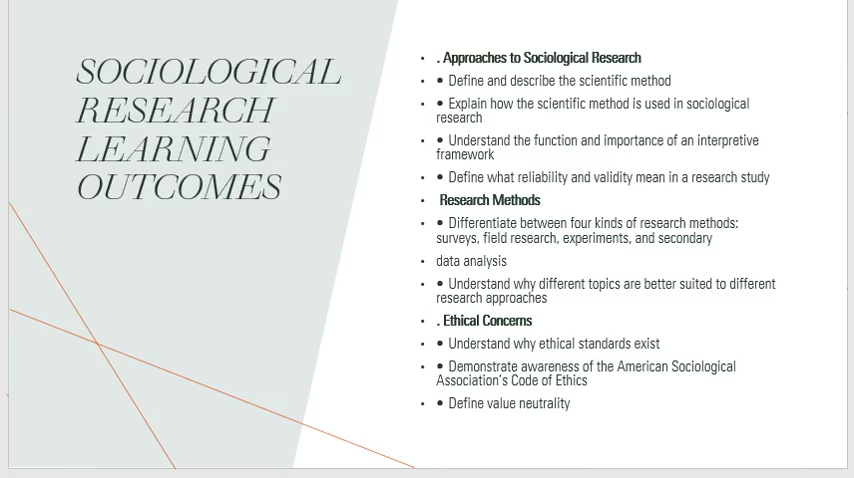 SOCIOLOGICAL
RESEARCH
LEARNING
OUTCOMES
• . Approaches to Sociological Research
• • Define and describe the scientific method
• • Explain how the scientific method is used in sociological
research
• • Understand the function and importance of an interpretive
framework
• • Define what reliability and validity mean in a research study
• Research Methods
• • Differentiate between four kinds of research methods:
surveys, field research, experiments, and secondary
• data analysis
• • Understand why different topics are better suited to different
research approaches
• . Ethical Concerns
• • Understand why ethical standards exist
• • Demonstrate awareness of the American Sociological
Association's Code of Ethics
• • Define value neutrality